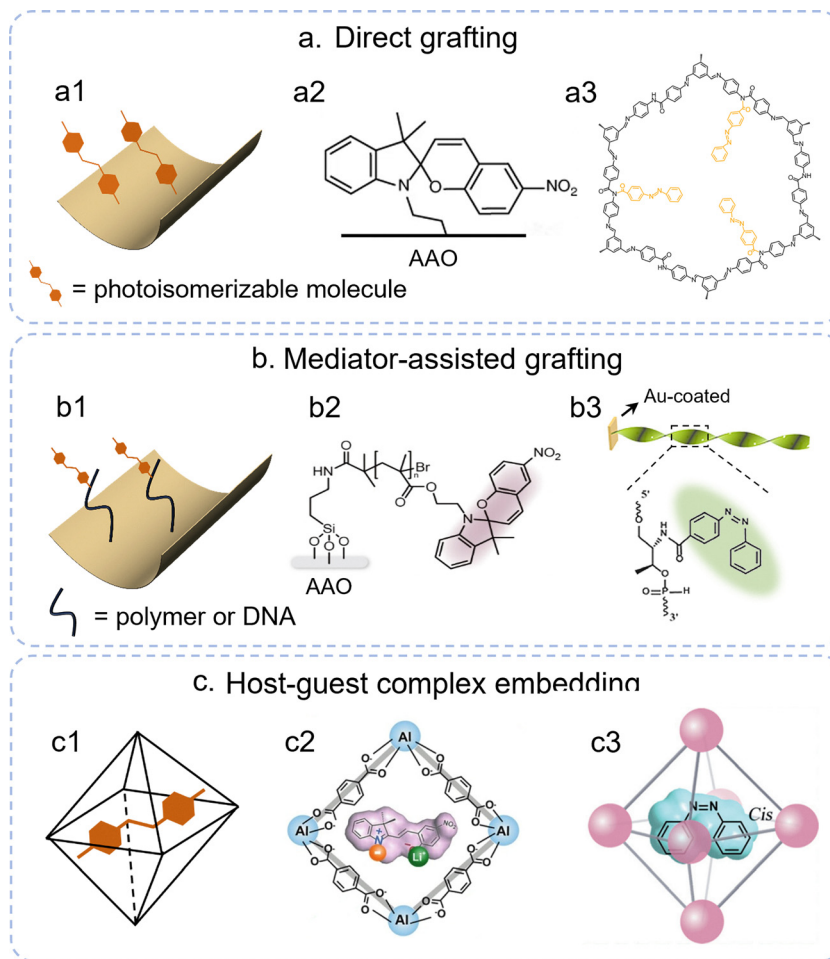 a. Direct grafting
a1
a2
a3
N
O
NO₂
AAO
= photoisomerizable molecule
b. Mediator-assisted grafting
b1
b2
b3
Au-coated
O
HN
Br
n
O
O
NO₂
O
N
Si
O O O
AAO
5'
O
H
N
O
N=N
O
O=P-H
3'
= polymer or DNA
c. Host-guest complex embedding
c1
c2
c3
Al
Al
Al
Al
NO₂
N
+
Li⁺
N=N
Cis